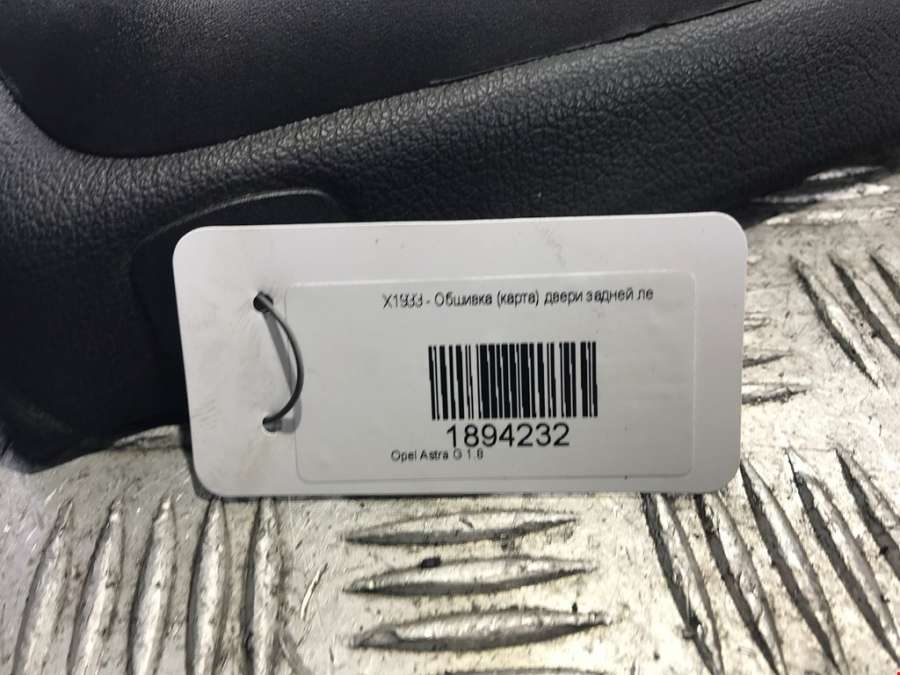 X1933 - Обшивка (карта) двери задней ле
1894232
Opel Astra G 1.8